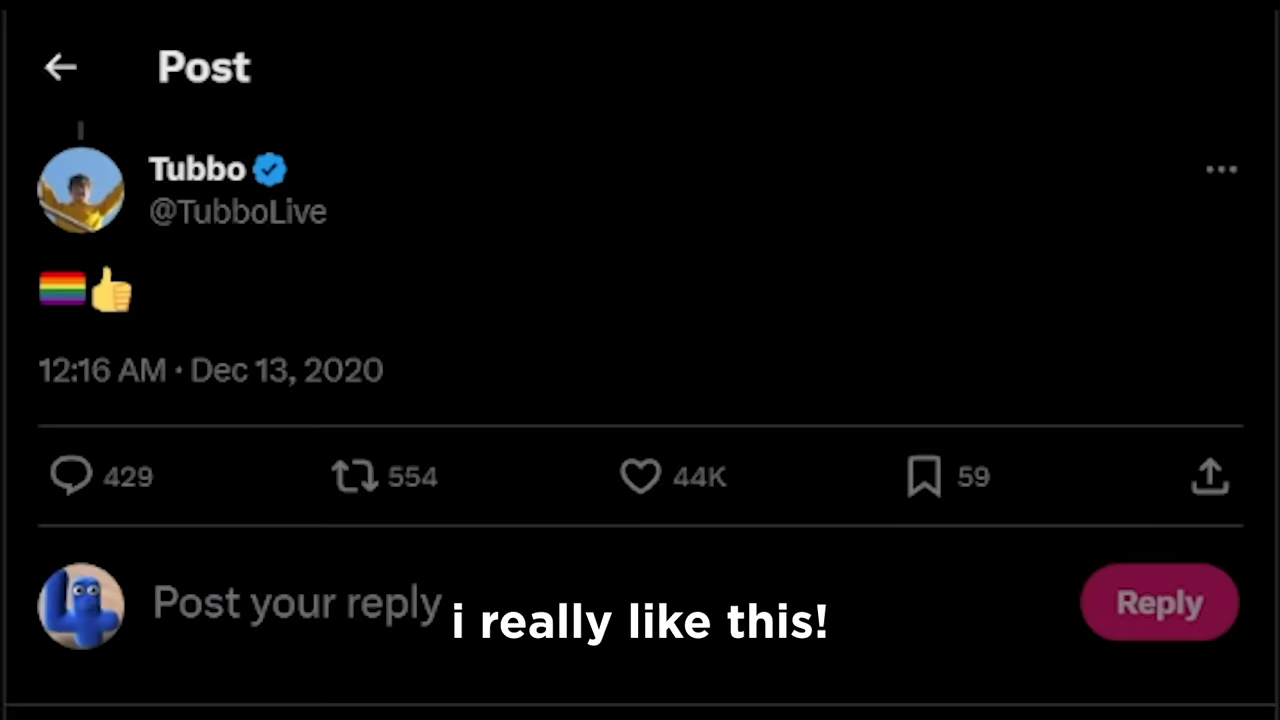 Post
Tubbo
@TubboLive
🏳️‍🌈👍
12:16 AM · Dec 13, 2020
429 554 44K 59
Post your reply
Reply
i really like this!